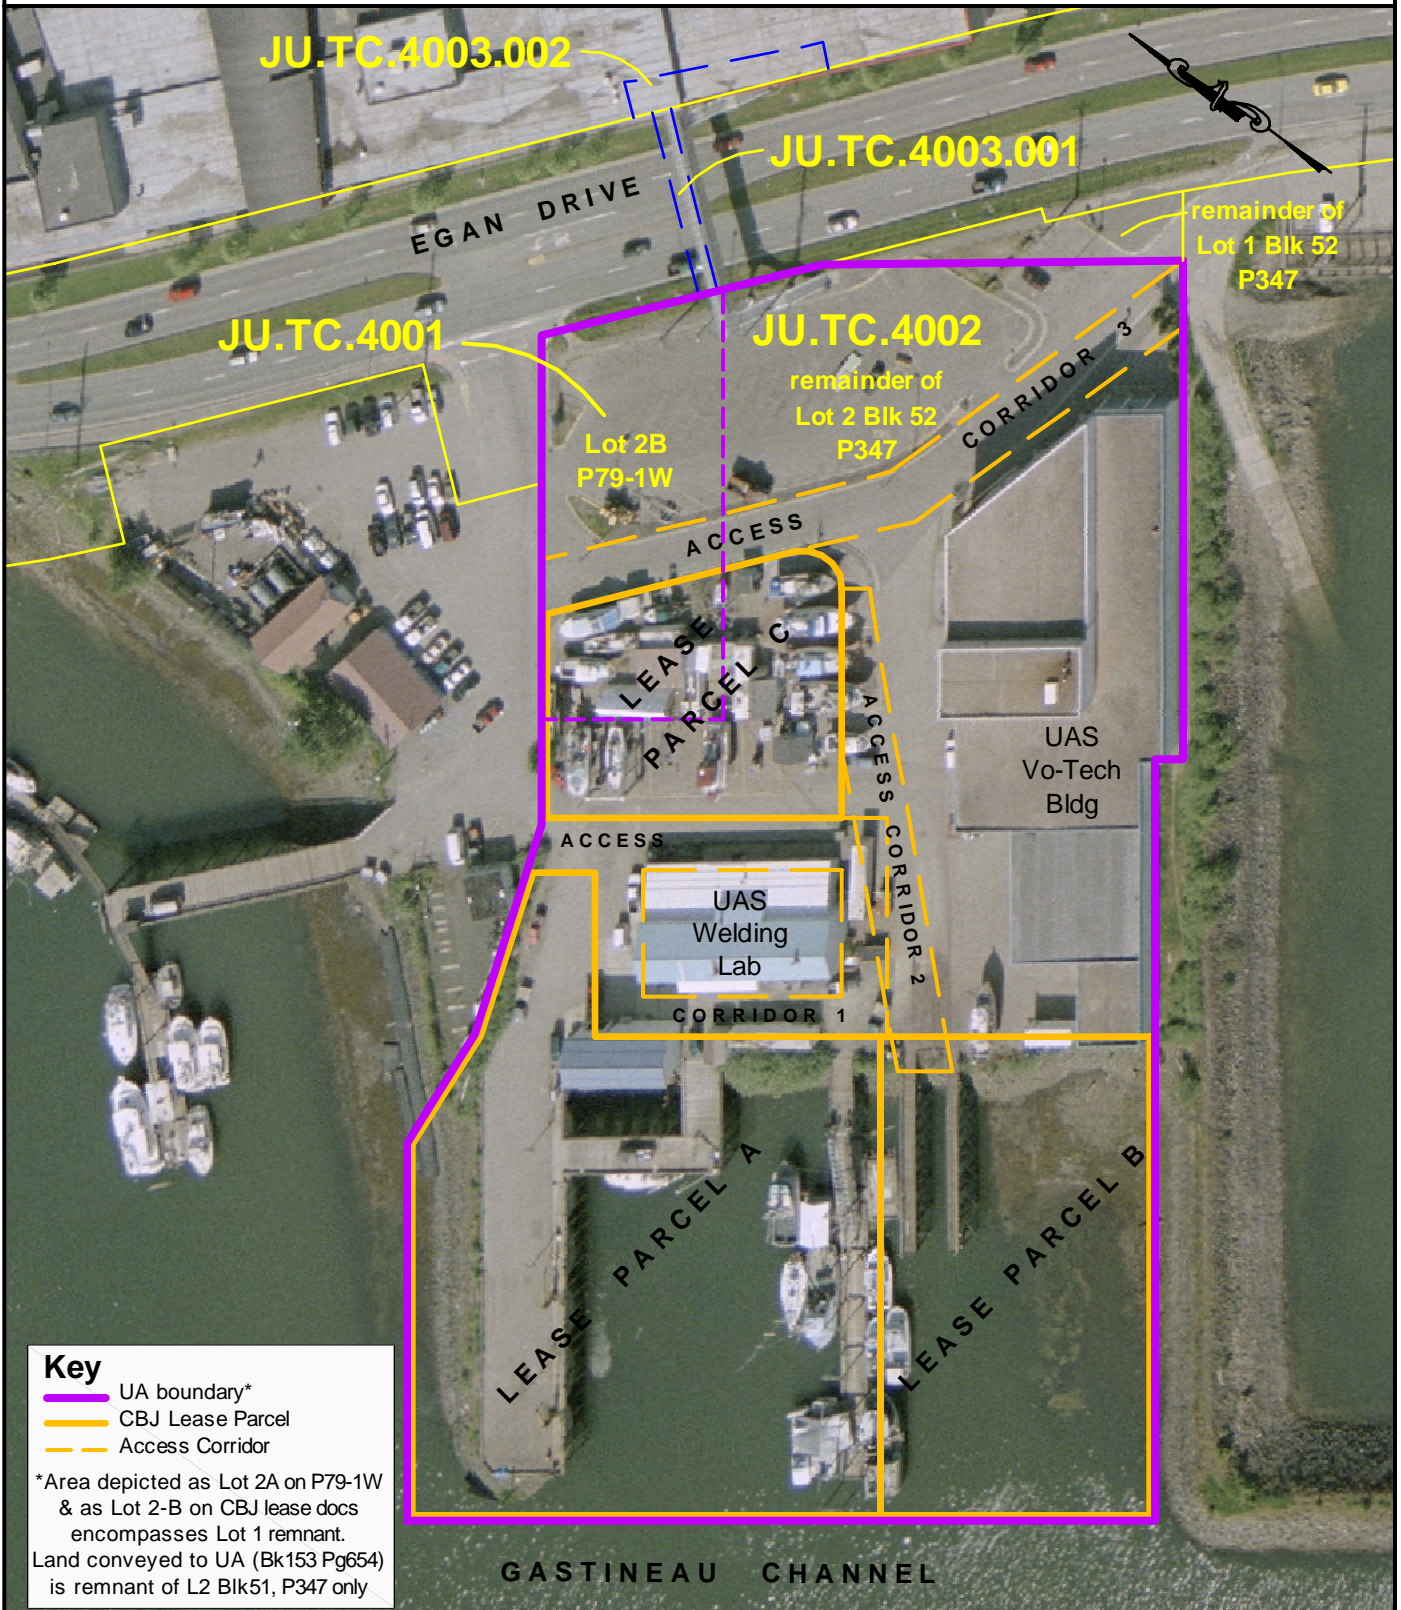 JU.TC.4003.002
JU.TC.4003.001
EGAN DRIVE
remainder of
Lot 1 Blk 52
P347
JU.TC.4001
JU.TC.4002
remainder of
Lot 2 Blk 52
P347
Lot 2B
P79-1W
ACCESS CORRIDOR 3
LEASE
PARCEL C
ACCESS CORRIDOR 2
UAS
Vo-Tech
Bldg
ACCESS
UAS
Welding
Lab
CORRIDOR 1
LEASE PARCEL A
LEASE PARCEL B
Key
UA boundary*
CBJ Lease Parcel
Access Corridor
*Area depicted as Lot 2A on P79-1W
& as Lot 2-B on CBJ lease docs
encompasses Lot 1 remnant.
Land conveyed to UA (Bk153 Pg654)
is remnant of L2 Blk51, P347 only
GASTINEAU CHANNEL